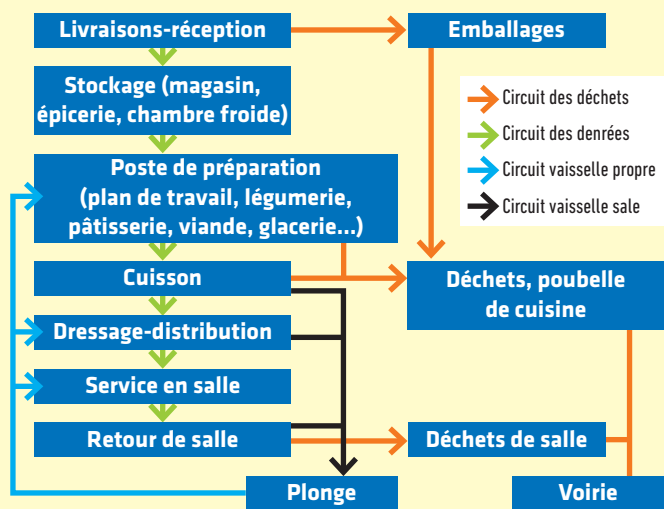 Livraisons-réception
Emballages
Stockage (magasin,
épicerie, chambre froide)
Circuit des déchets
Circuit des denrées
Circuit vaisselle propre
Circuit vaisselle sale
Poste de préparation
(plan de travail, légumerie,
pâtisserie, viande, glacerie...)
Cuisson
Déchets, poubelle
de cuisine
Dressage-distribution
Service en salle
Retour de salle
Déchets de salle
Plonge
Voirie